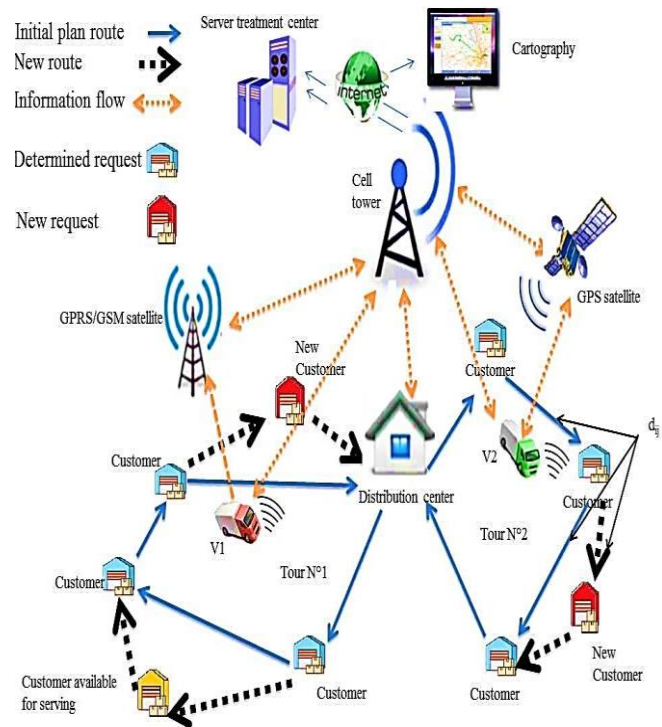 Initial plan route
New route
Information flow
Determined request
New request
Server treatment center
internet
Cartography
Cell
tower
GPS satellite
GPRS/GSM satellite
New
Customer
Customer
Customer
V2
dij
Customer
Distribution center
V1
Tour N°1
Tour N°2
Customer
Customer
Customer
New
Customer
Customer available
for serving